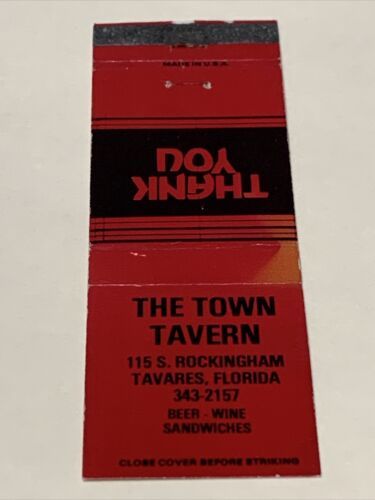 MADE IN U.S.A.
THANK
YOU
THE TOWN
TAVERN
115 S. ROCKINGHAM
TAVARES, FLORIDA
343-2157
BEER - WINE
SANDWICHES
CLOSE COVER BEFORE STRIKING